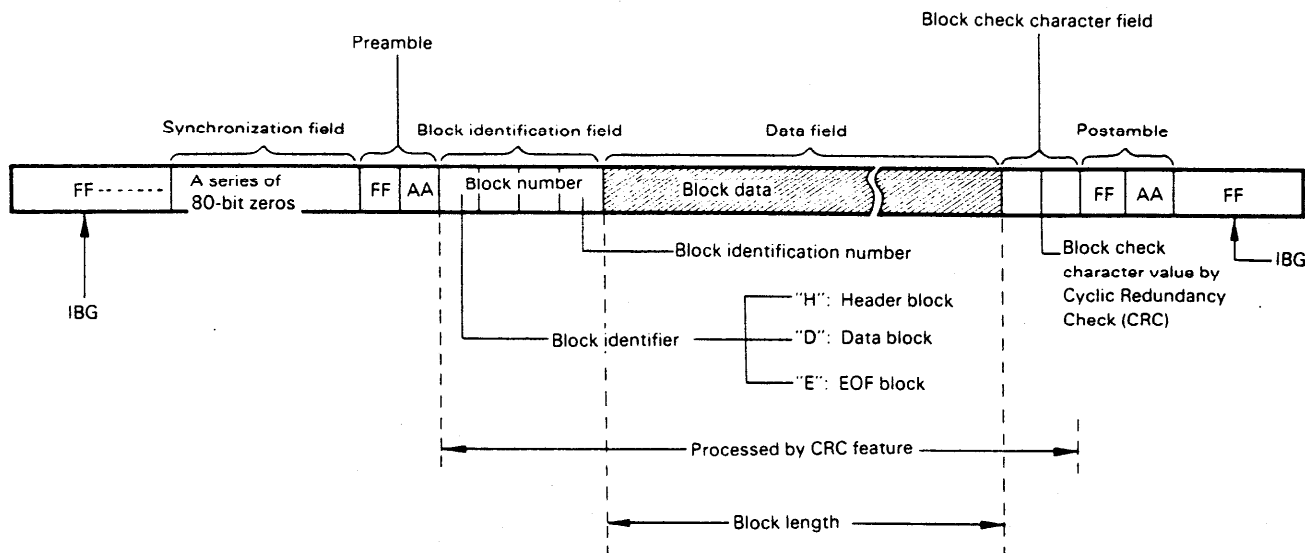 Block check character field
Preamble
Synchronization field
Block identification field
Data field
Postamble
FF
A series of
80-bit zeros
FF
AA
Block number
Block data
FF
AA
FF
Block identification number
Block check
character value by
Cyclic Redundancy
Check (CRC)
IBG
IBG
"H": Header block
Block identifier
"D": Data block
"E": EOF block
Processed by CRC feature
Block length